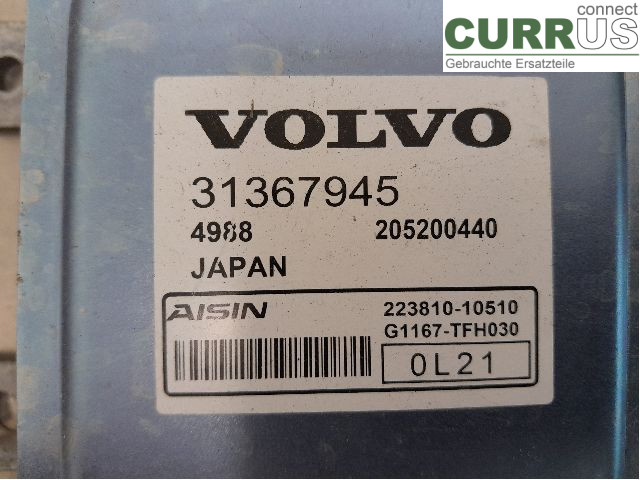 connect
CURRUS
Gebrauchte Ersatzteile
VOLVO
31367945
4988 205200440
JAPAN
AISIN 223810-10510
G1167-TFH030
0L21